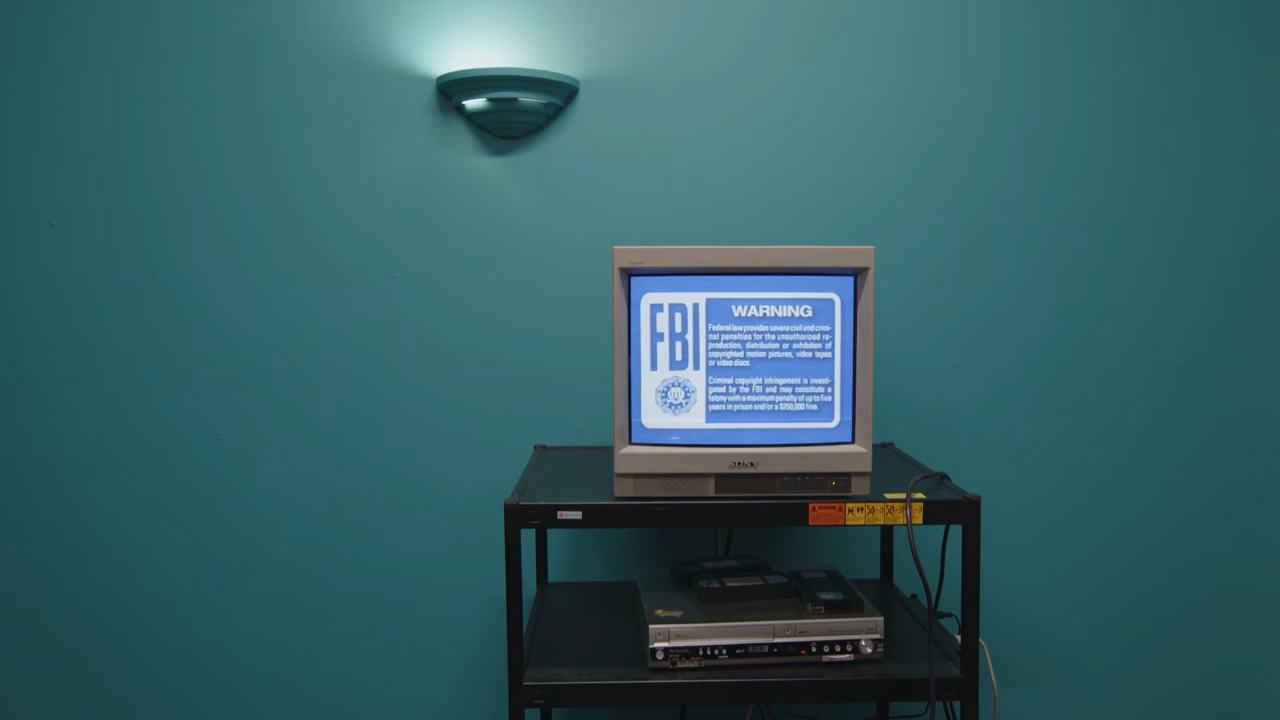 FBI
WARNING
Federal law provides severe civil and crimi-
nal penalties for the unauthorized re-
production, distribution or exhibition of
copyrighted motion pictures, video tapes
or video discs.
Criminal copyright infringement is investi-
gated by the FBI and may constitute a
felony with a maximum penalty of up to five
years in prison and/or a $250,000 fine.
SONY